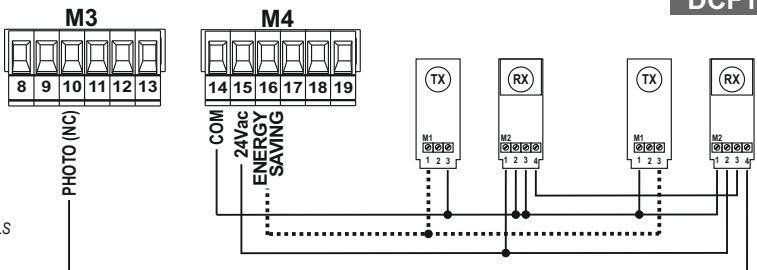 DCF1
M3
M4
8 9 10 11 12 13
14 15 16 17 18 19
PHOTO (NC)
COM
24Vac
ENERGY
SAVING
TX
M1
1 2 3
RX
M2
1 2 3 4
TX
M1
1 2 3
RX
M2
1 2 3 4
LS